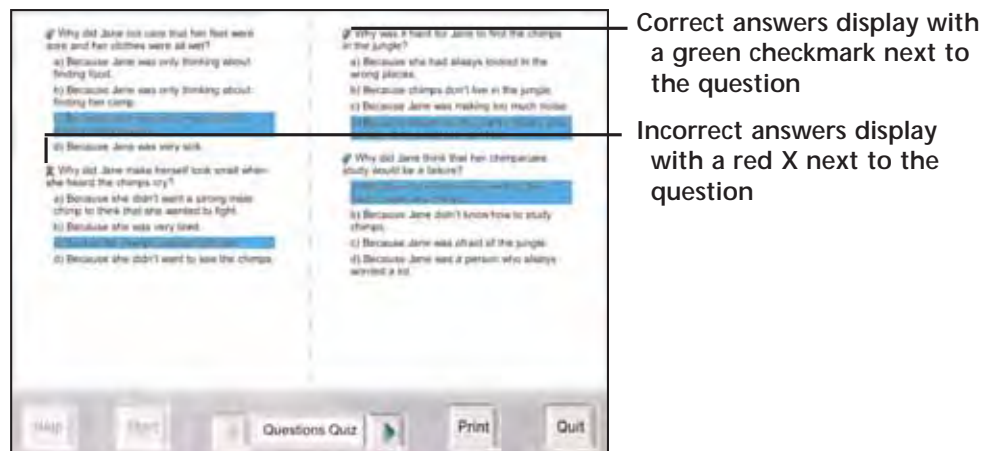 Why did Jane not care that her feet were
sore and her clothes were all wet?
a) Because Jane was only thinking about
finding food.
b) Because Jane was only thinking about
finding her camp.
d) Because Jane was very sick.
X Why did Jane make herself look small when
she heard the chimps cry?
a) Because she didn't want a strong male
chimp to think that she wanted to fight.
b) Because she was very tired.
d) Because she didn't want to see the chimps.
Why was it hard for Jane to find the chimps
in the jungle?
a) Because she had always looked in the
wrong places.
b) Because chimps don't live in the jungle.
c) Because Jane was making too much noise.
Why did Jane think that her chimpanzee
study would be a failure?
b) Because Jane didn't know how to study
chimps.
c) Because Jane was afraid of the jungle.
d) Because Jane was a person who always
worried a lot.
Help
Start
Questions Quiz
Print
Quit
Correct answers display with
a green checkmark next to
the question
Incorrect answers display
with a red X next to the
question